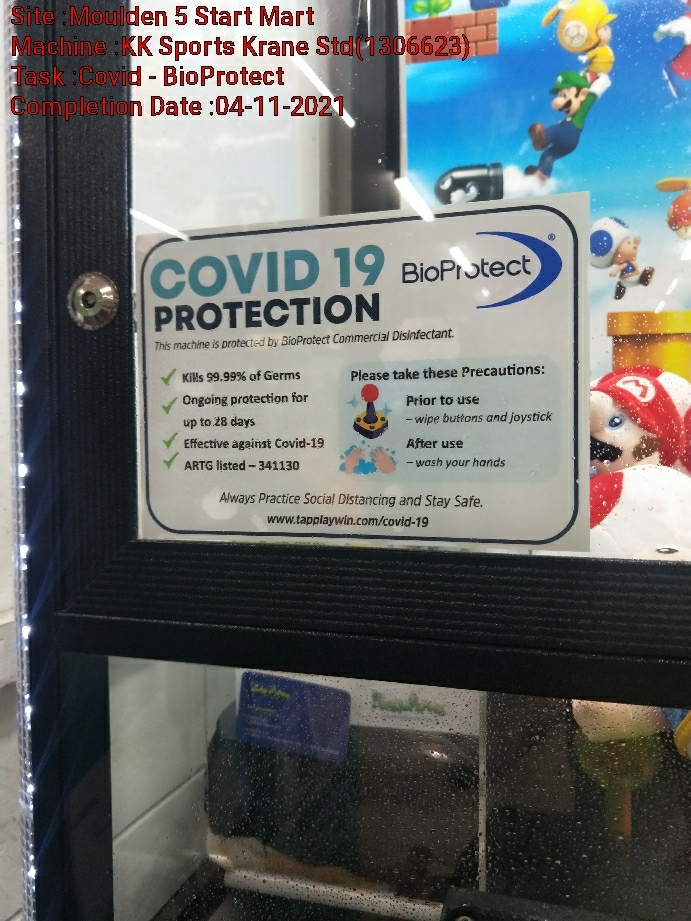 Site :Moulden 5 Start Mart
Machine :KK Sports Krane Std(1306623)
Task :Covid - BioProtect
Completion Date :04-11-2021
COVID 19
PROTECTION
BioProtect®
This machine is protected by BioProtect Commercial Disinfectant.
Kills 99.99% of Germs
Ongoing protection for
up to 28 days
Effective against Covid-19
ARTG listed – 341130
Please take these Precautions:
Prior to use
– wipe buttons and joystick
After use
– wash your hands
Always Practice Social Distancing and Stay Safe.
www.tapplaywin.com/covid-19
M